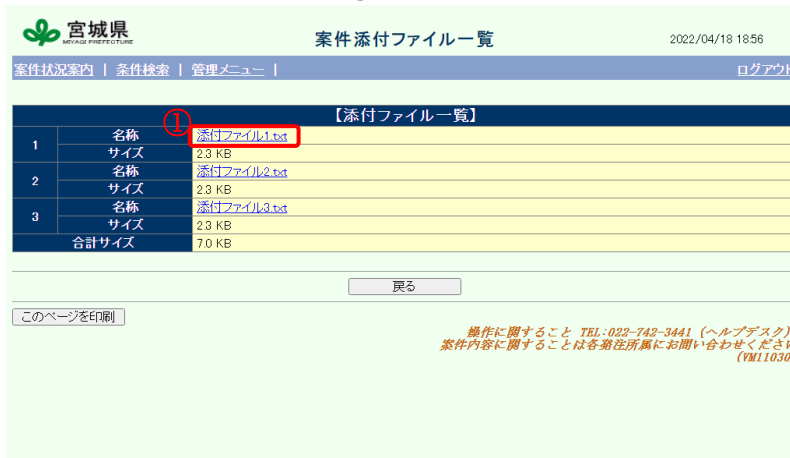 宮城県
MIYAGI PREFECTURE
案件添付ファイル一覧
2022/04/18 18:56
案件状況案内 | 案件検索 | 管理メニュー |
ログアウト
【添付ファイル一覧】
①
1 名称 添付ファイル1.txt
サイズ 2.3 KB
2 名称 添付ファイル2.txt
サイズ 2.3 KB
3 名称 添付ファイル3.txt
サイズ 2.3 KB
合計サイズ 7.0 KB
戻る
このページを印刷
操作に関すること TEL:022-742-3441 (ヘルプデスク)
案件内容に関することは各発注所属にお問い合わせくださ
(VM11030